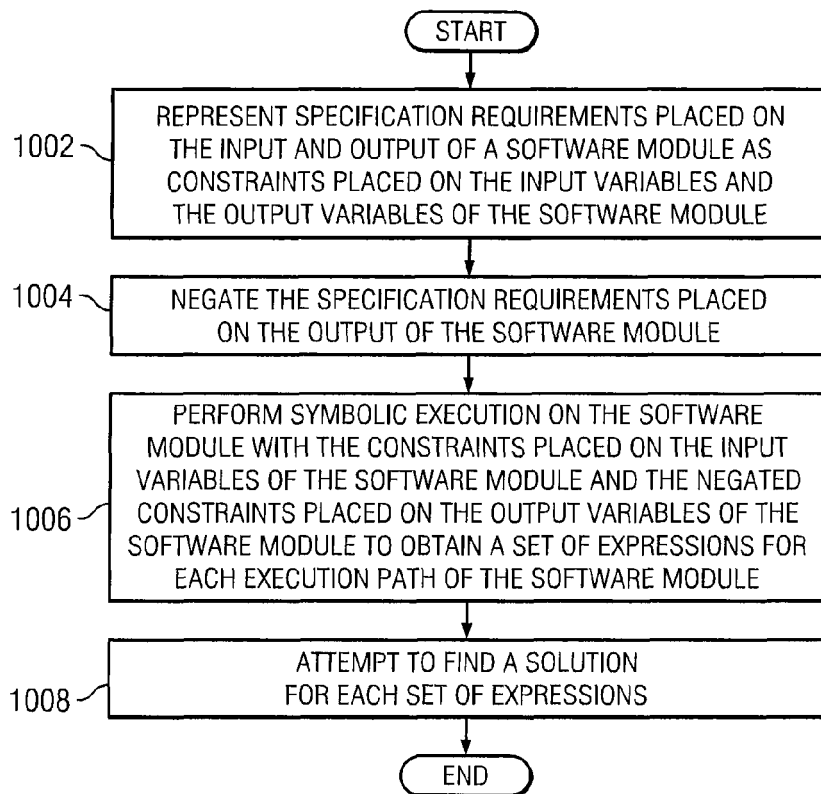 START
1002
REPRESENT SPECIFICATION REQUIREMENTS PLACED ON
THE INPUT AND OUTPUT OF A SOFTWARE MODULE AS
CONSTRAINTS PLACED ON THE INPUT VARIABLES AND
THE OUTPUT VARIABLES OF THE SOFTWARE MODULE
1004
NEGATE THE SPECIFICATION REQUIREMENTS PLACED
ON THE OUTPUT OF THE SOFTWARE MODULE
1006
PERFORM SYMBOLIC EXECUTION ON THE SOFTWARE
MODULE WITH THE CONSTRAINTS PLACED ON THE INPUT
VARIABLES OF THE SOFTWARE MODULE AND THE NEGATED
CONSTRAINTS PLACED ON THE OUTPUT VARIABLES OF THE
SOFTWARE MODULE TO OBTAIN A SET OF EXPRESSIONS FOR
EACH EXECUTION PATH OF THE SOFTWARE MODULE
1008
ATTEMPT TO FIND A SOLUTION
FOR EACH SET OF EXPRESSIONS
END